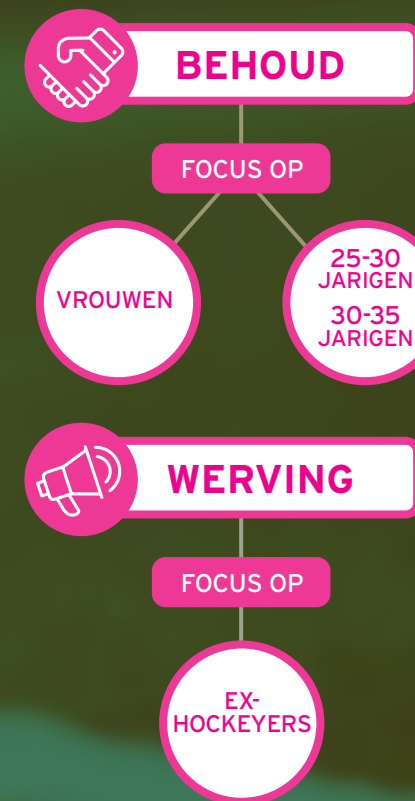 BEHOUD
FOCUS OP
VROUWEN
25-30
JARIGEN
30-35
JARIGEN
WERVING
FOCUS OP
EX-
HOCKEYERS